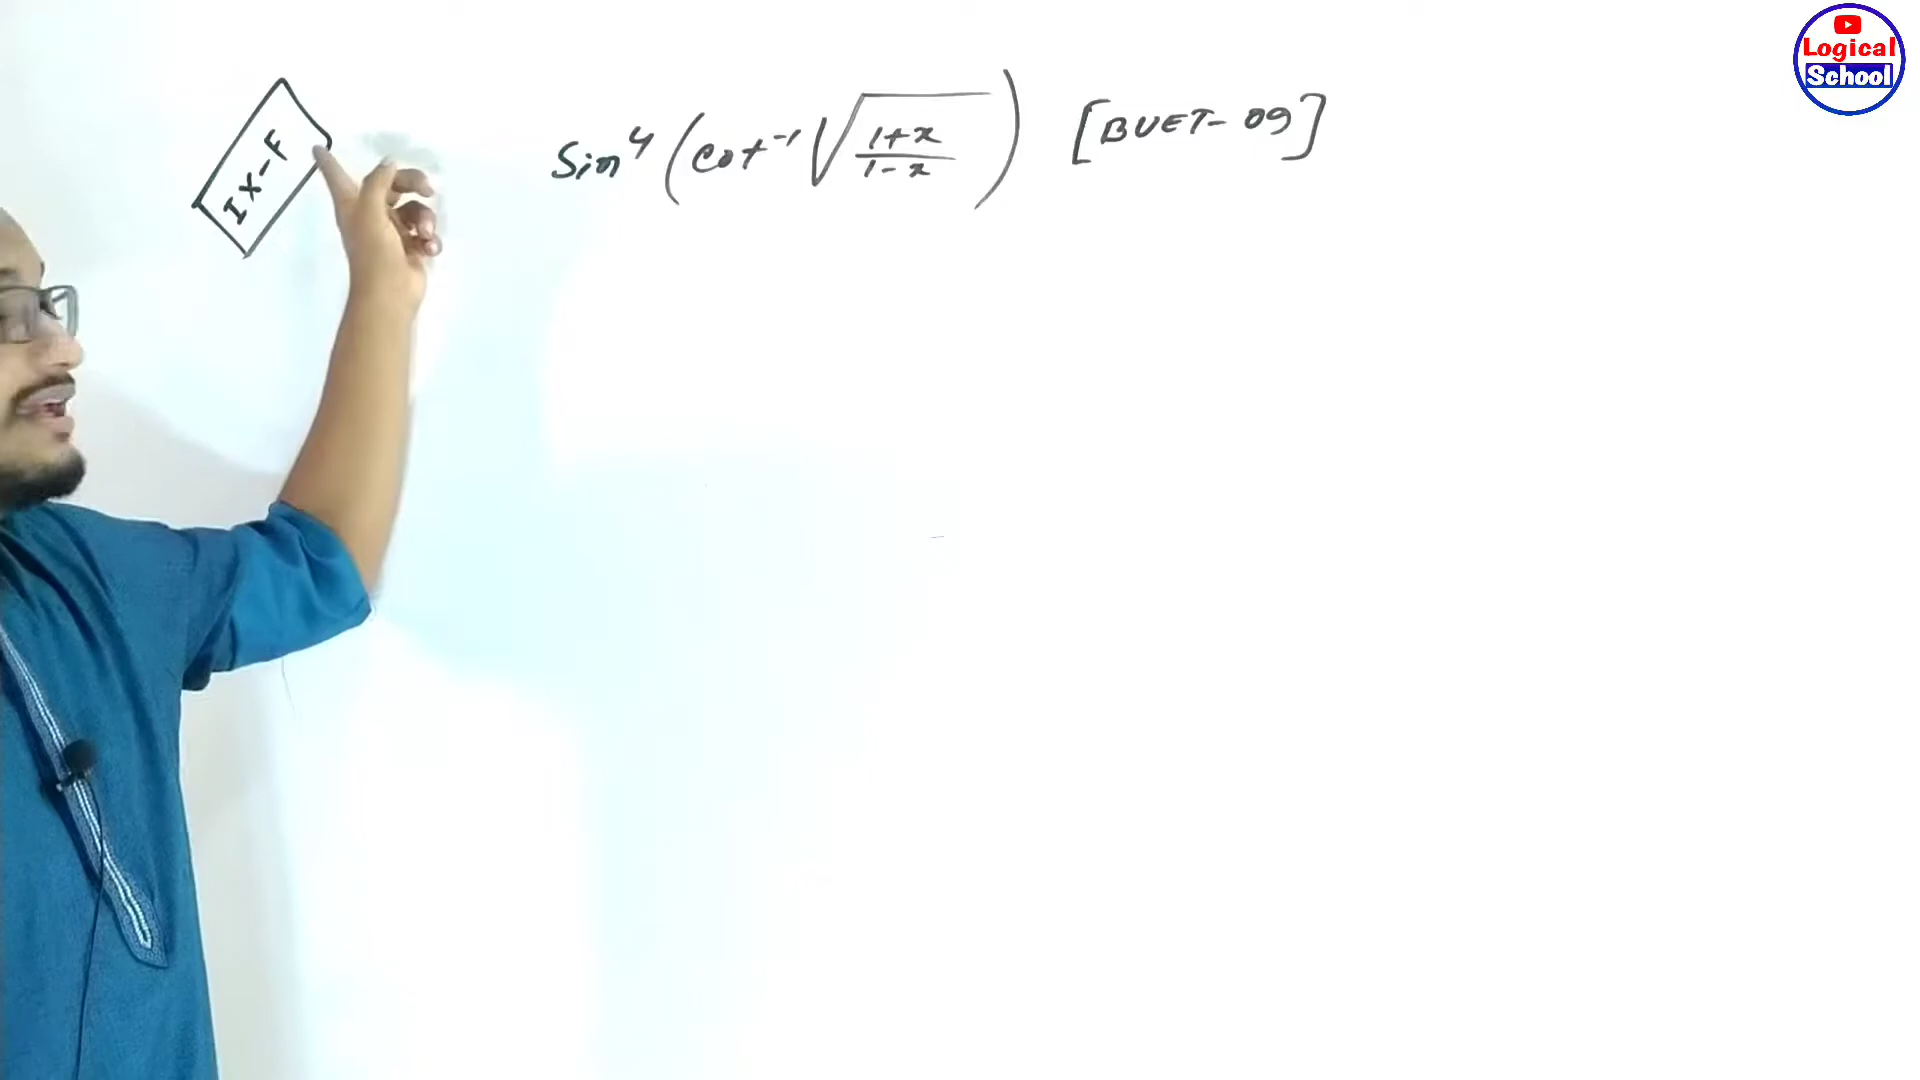 IX-F
Sin⁴(Cot⁻¹√((1+x)/(1-x))) [BUET-09]
Logical
School